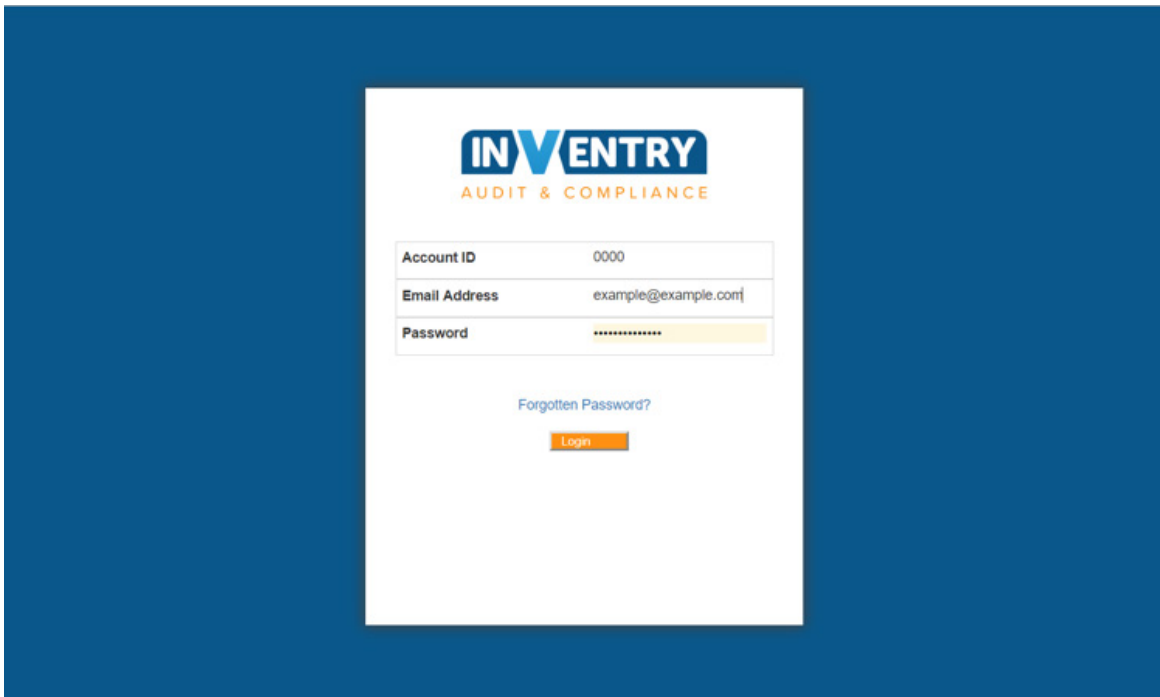 INVENTRY
AUDIT & COMPLIANCE
Account ID 0000
Email Address example@example.com
Password ••••••••••••••
Forgotten Password?
Login